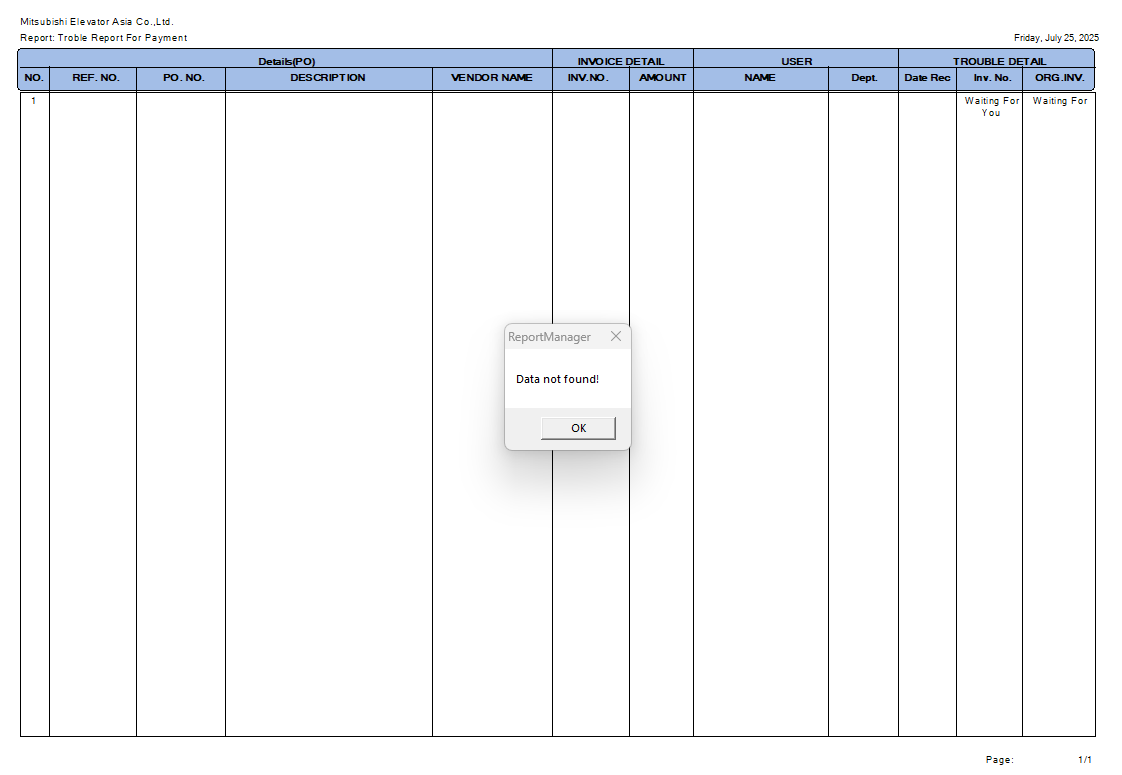 Mitsubishi Elevator Asia Co.,Ltd.
Report: Troble Report For Payment
Friday, July 25, 2025
Details(PO) INVOICE DETAIL USER TROUBLE DETAIL
NO. REF. NO. PO. NO. DESCRIPTION VENDOR NAME INV.NO. AMOUNT NAME Dept. Date Rec Inv. No. ORG.INV.
1 Waiting For Waiting For
You
ReportManager
Data not found!
OK
Page: 1/1